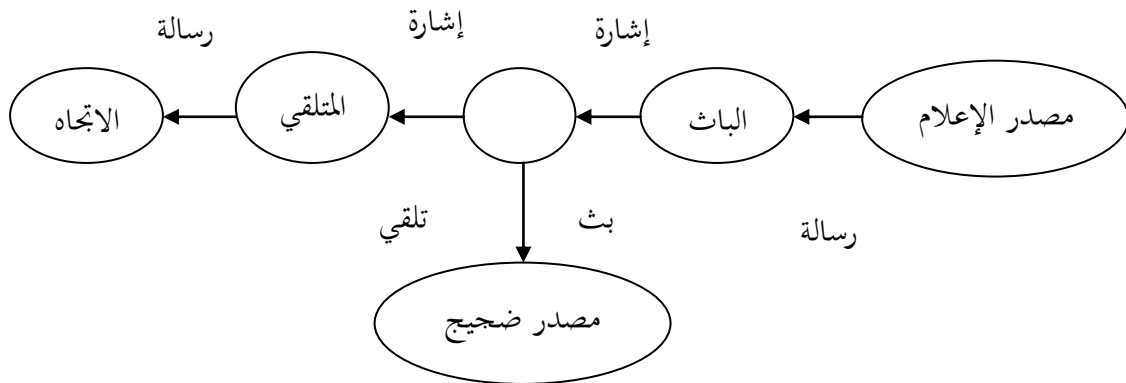 إشارة
إشارة
رسالة
مصدر الإعلام
الباث
المتلقي
الاتجاه
رسالة
بث
تلقي
مصدر ضجيج